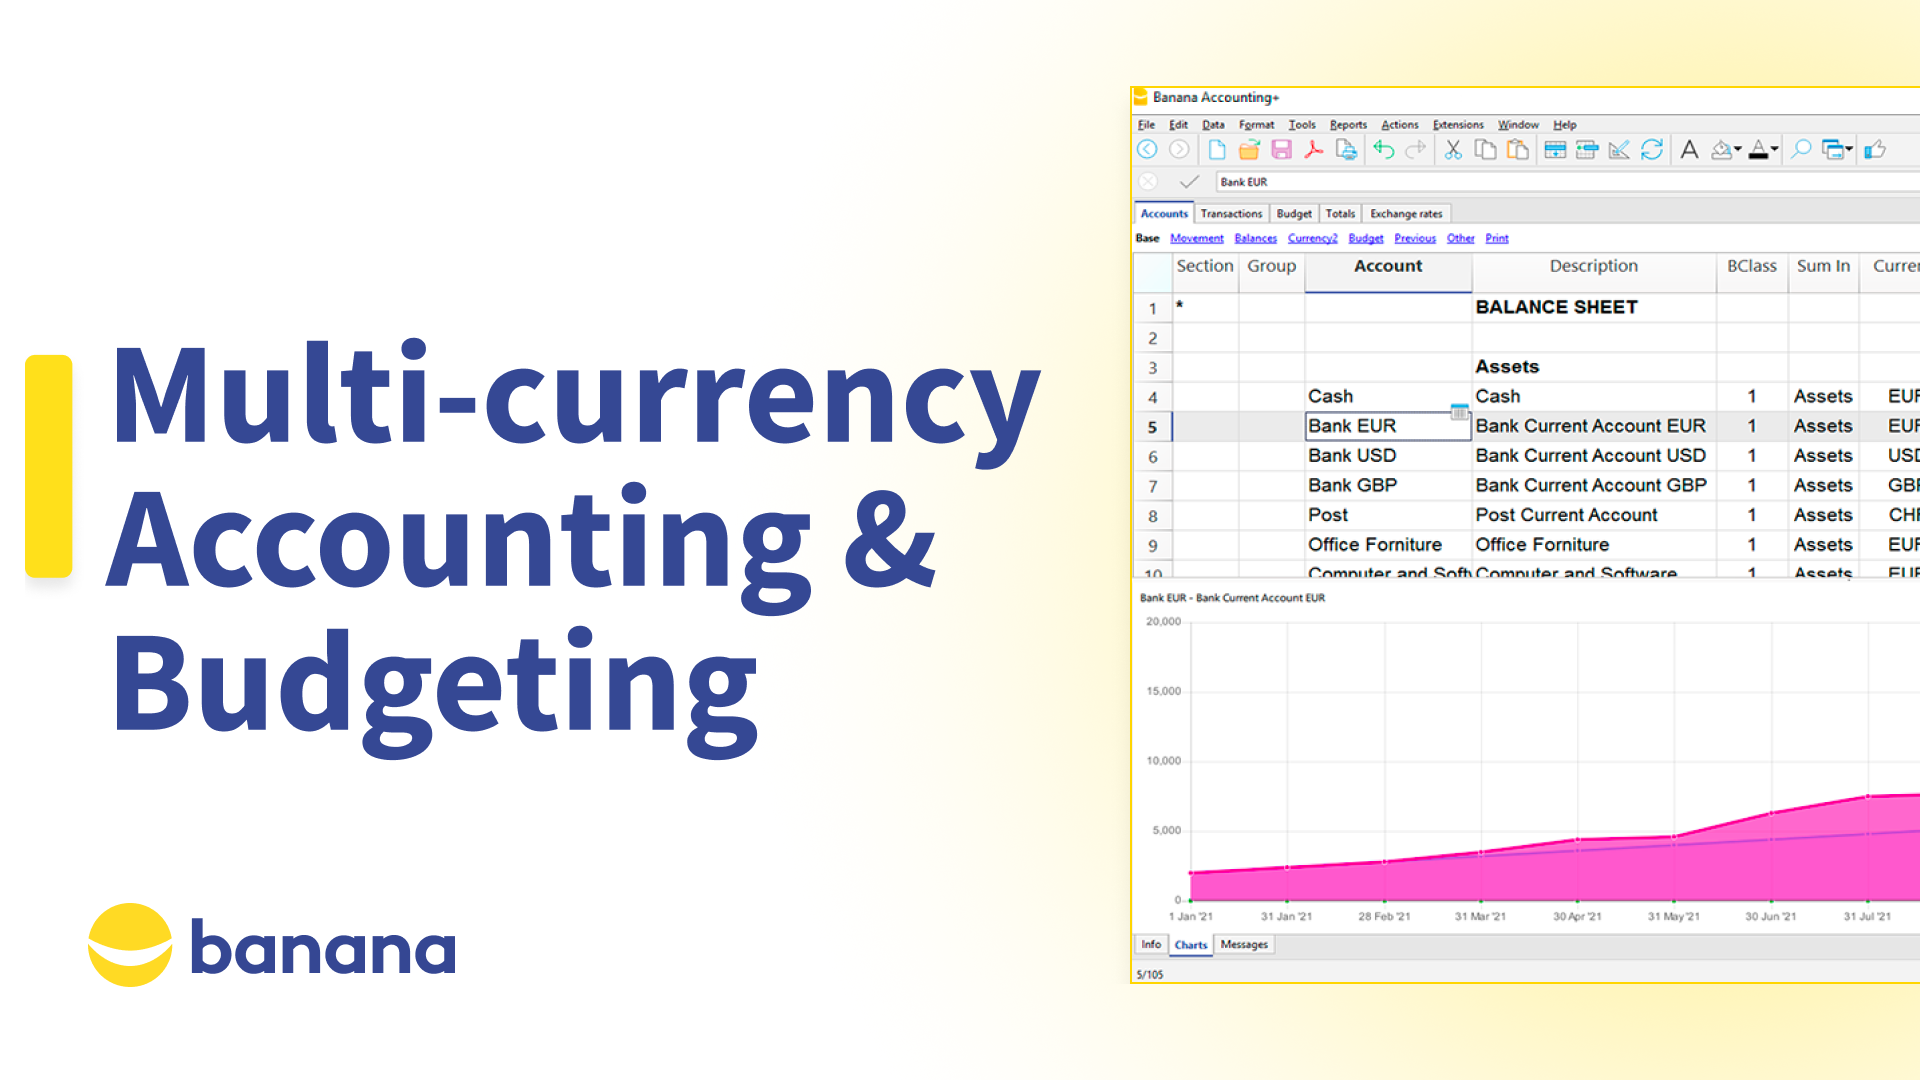 Multi-currency
Accounting &
Budgeting
banana
Banana Accounting+
File Edit Data Format Tools Reports Actions Extensions Window Help
Bank EUR
Accounts Transactions Budget Totals Exchange rates
Base Movement Balances Currency2 Budget Previous Other Print
Section Group Account Description BClass Sum In Curre
1 * BALANCE SHEET
2
3 Assets
4 Cash Cash 1 Assets EUR
5 Bank EUR Bank Current Account EUR 1 Assets EUR
6 Bank USD Bank Current Account USD 1 Assets USD
7 Bank GBP Bank Current Account GBP 1 Assets GBP
8 Post Post Current Account 1 Assets CHF
9 Office Forniture Office Forniture 1 Assets EUR
10 Computer and Soft Computer and Software 1 Assets EUR
Bank EUR - Bank Current Account EUR
20,000
15,000
10,000
5,000
0
1 Jan '21 31 Jan '21 28 Feb '21 31 Mar '21 30 Apr '21 31 May '21 30 Jun '21 31 Jul '21
Info Charts Messages
5/105